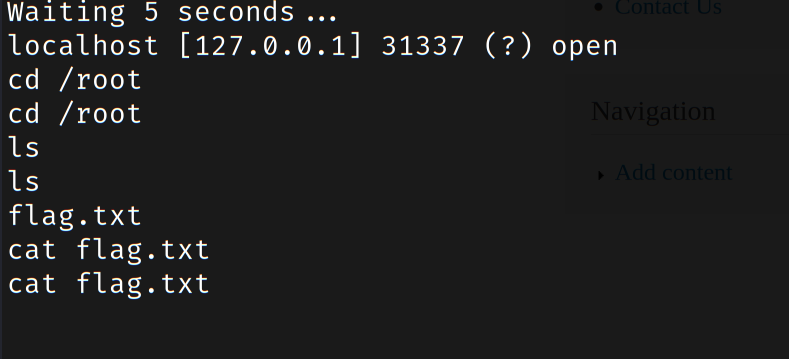 Waiting 5 seconds...
localhost [127.0.0.1] 31337 (?) open
cd /root
cd /root
ls
ls
flag.txt
cat flag.txt
cat flag.txt
Contact Us
Navigation
Add content